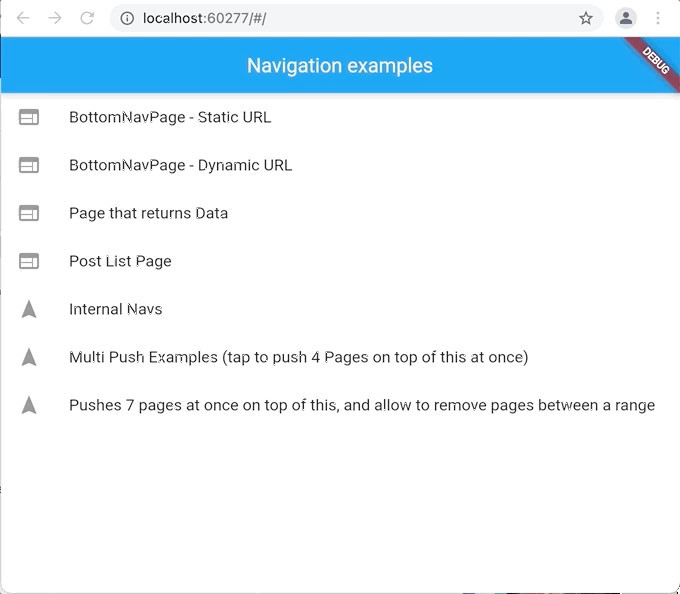 localhost:60277/#/
Navigation examples
DEBUG
BottomNavPage - Static URL
BottomNavPage - Dynamic URL
Page that returns Data
Post List Page
Internal Navs
Multi Push Examples (tap to push 4 Pages on top of this at once)
Pushes 7 pages at once on top of this, and allow to remove pages between a range